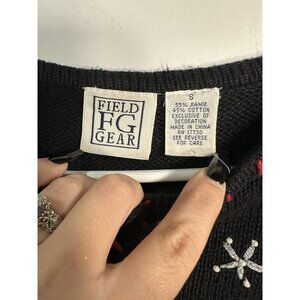 FIELD
FG
GEAR
S
55% RAMIE
45% COTTON
EXCLUSIVE OF
DECORATION
MADE IN CHINA
RN 17730
SEE REVERSE
FOR CARE